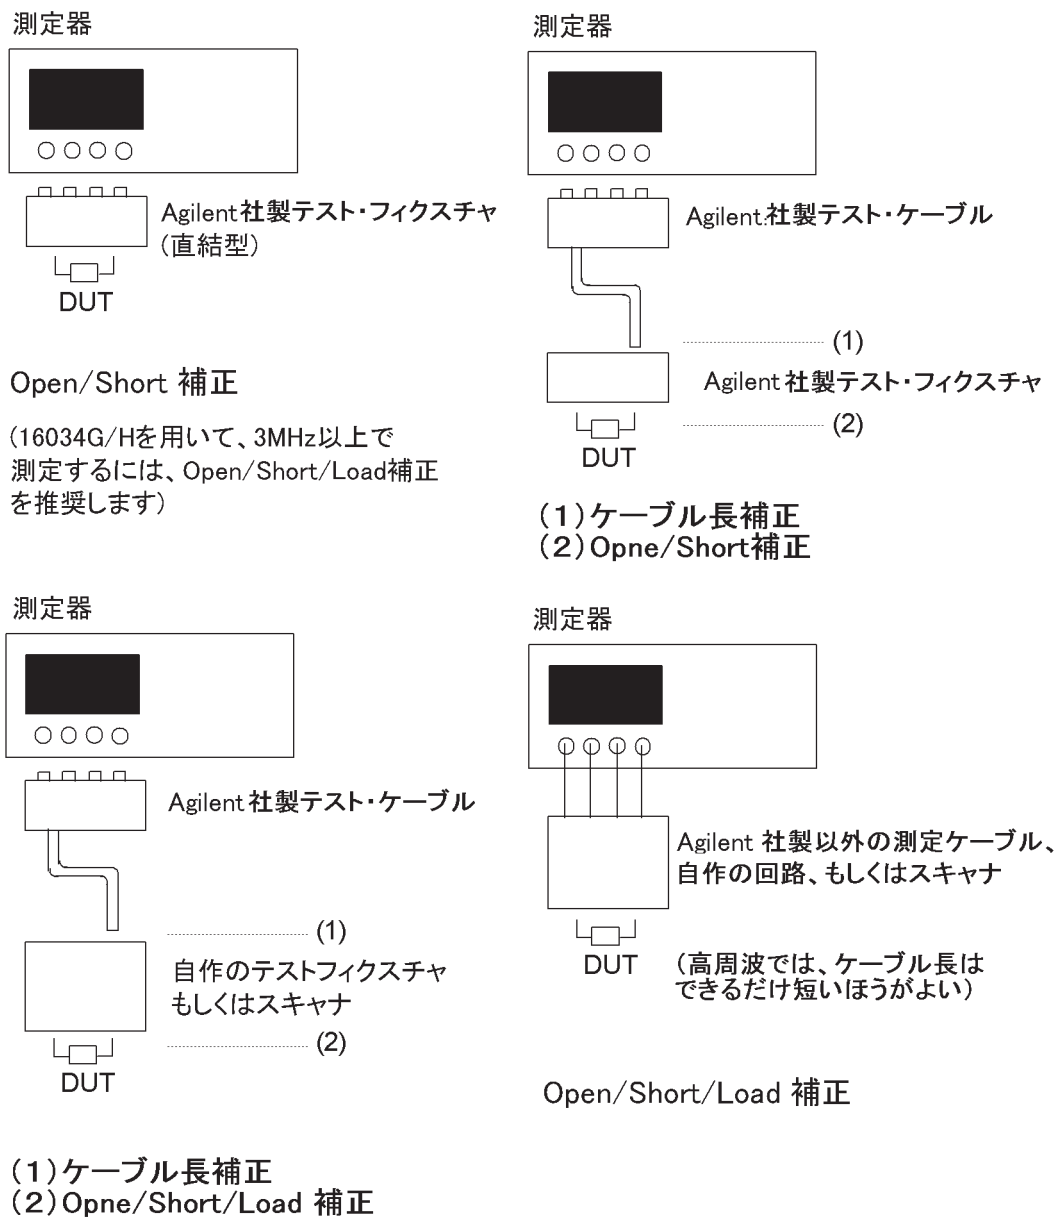 測定器
Agilent社製テスト・フィクスチャ
(直結型)
DUT
Open/Short 補正
(16034G/Hを用いて、3MHz以上で
測定するには、Open/Short/Load補正
を推奨します)
測定器
Agilent.社製テスト・ケーブル
(1)
Agilent 社製テスト・フィクスチャ
(2)
DUT
(1)ケーブル長補正
(2)Opne/Short補正
測定器
Agilent 社製テスト・ケーブル
(1)
自作のテストフィクスチャ
もしくはスキャナ
(2)
DUT
(1)ケーブル長補正
(2)Opne/Short/Load 補正
測定器
Agilent 社製以外の測定ケーブル、
自作の回路、もしくはスキャナ
DUT
(高周波では、ケーブル長は
できるだけ短いほうがよい)
Open/Short/Load 補正